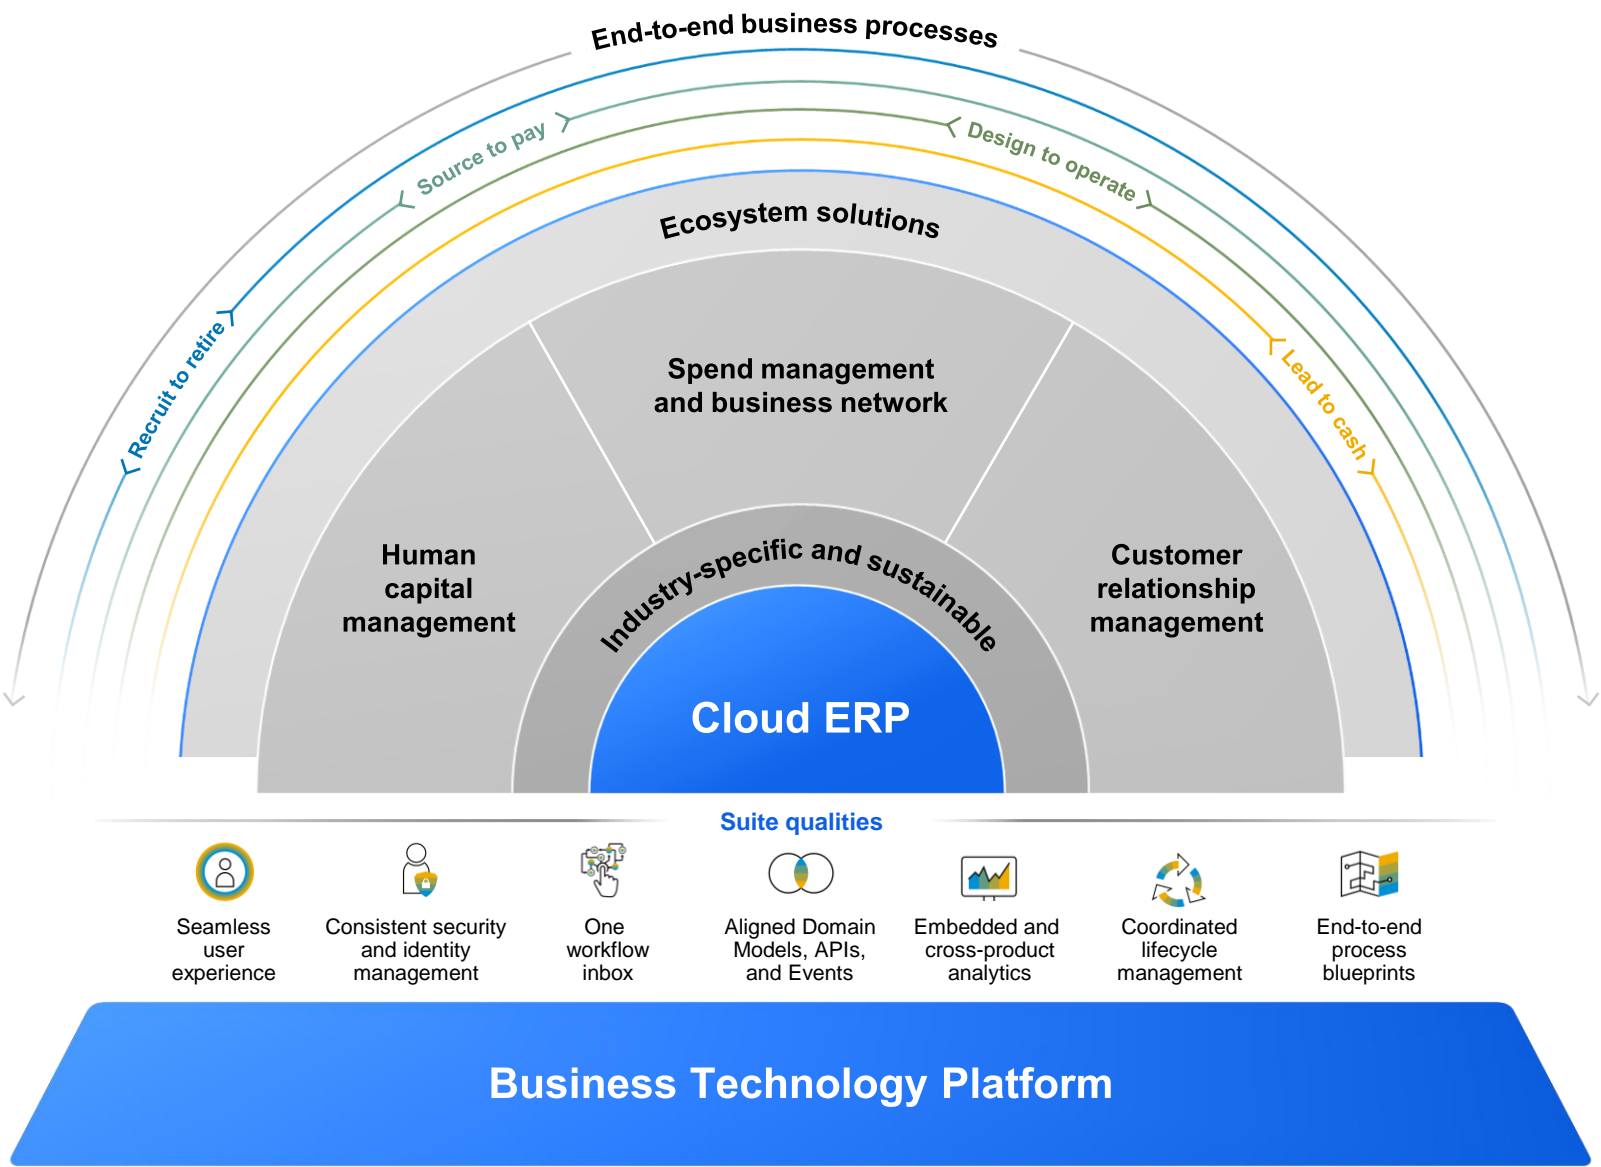 End-to-end business processes
Source to pay
Design to operate
Ecosystem solutions
Recruit to retire
Lead to cash
Spend management
and business network
Human
capital
management
Industry-specific and sustainable
Customer
relationship
management
Cloud ERP
Suite qualities
Seamless
user
experience
Consistent security
and identity
management
One
workflow
inbox
Aligned Domain
Models, APIs,
and Events
Embedded and
cross-product
analytics
Coordinated
lifecycle
management
End-to-end
process
blueprints
Business Technology Platform